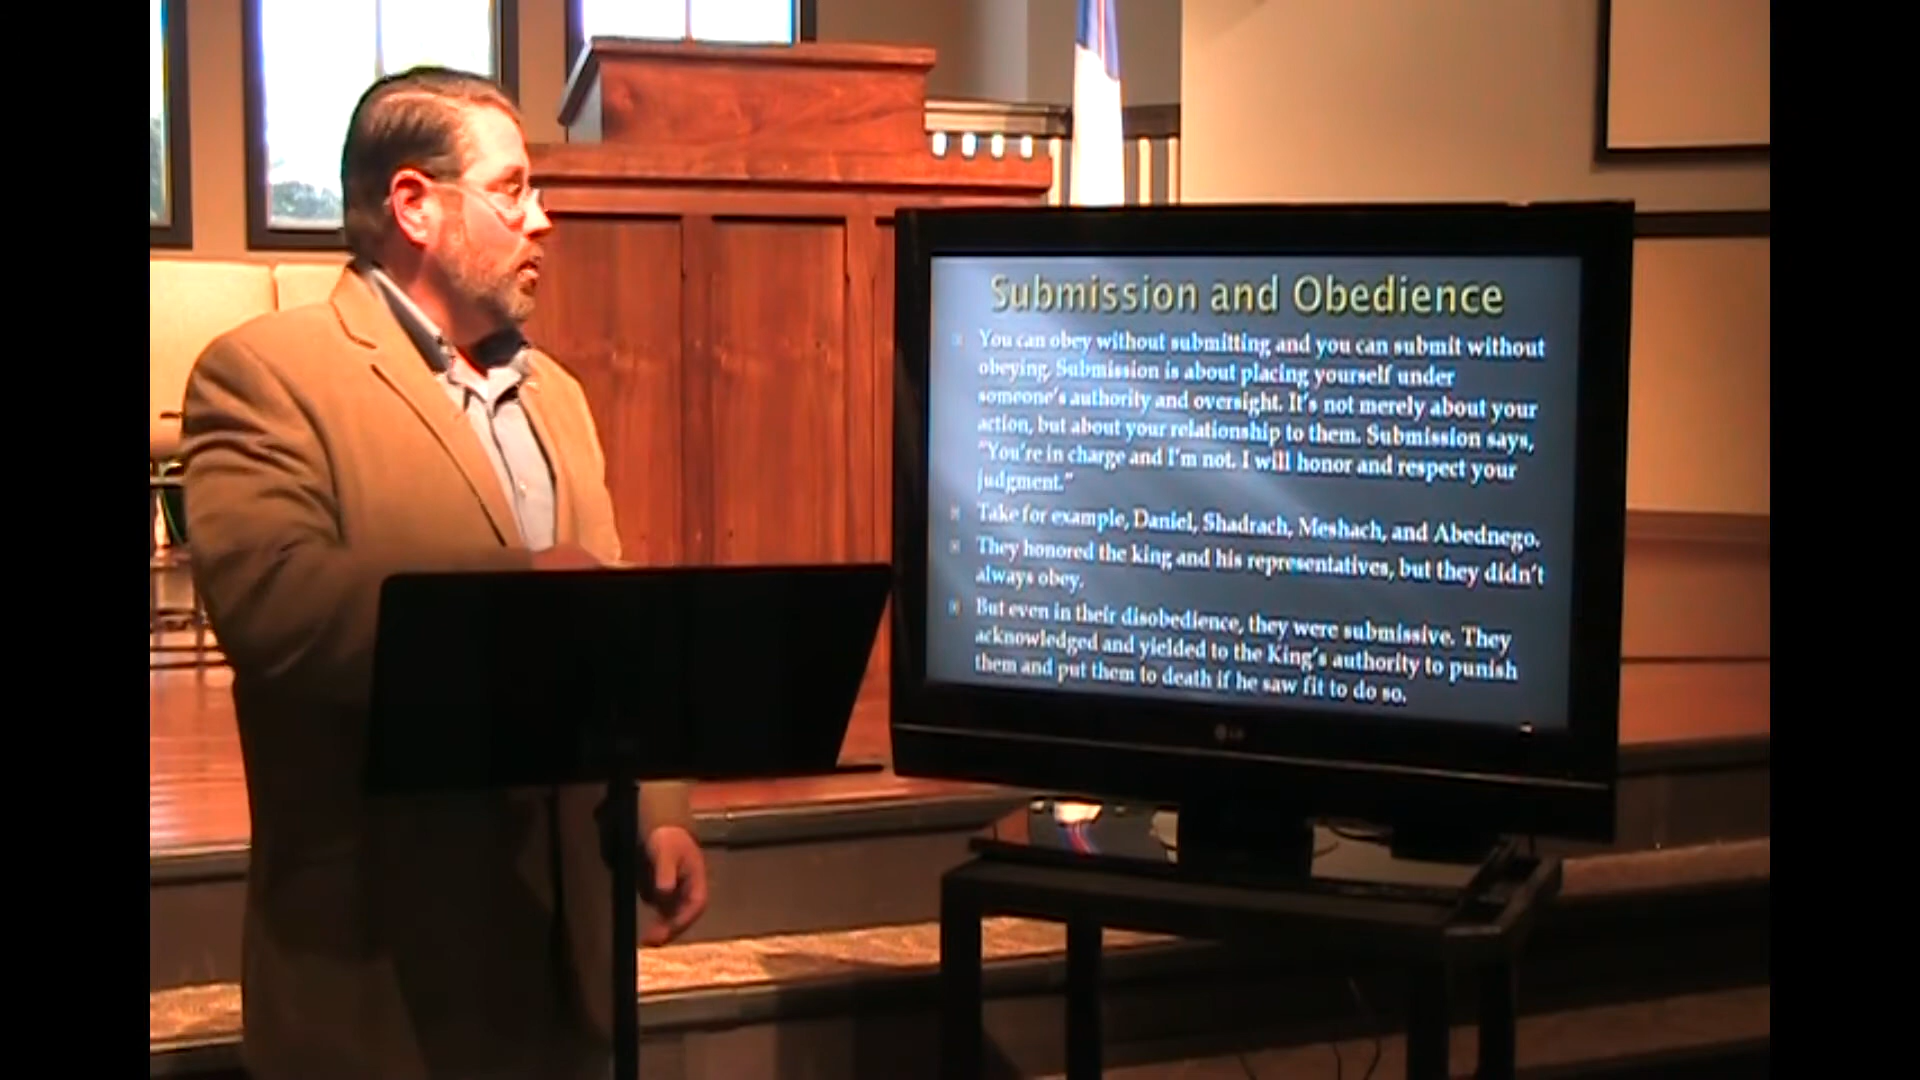 Submission and Obedience
You can obey without submitting and you can submit without
obeying. Submission is about placing yourself under
someone's authority and oversight. It's not merely about your
action, but about your relationship to them. Submission says,
"You're in charge and I'm not. I will honor and respect your
judgment."
Take for example, Daniel, Shadrach, Meshach, and Abednego.
They honored the king and his representatives, but they didn't
always obey.
But even in their disobedience, they were submissive. They
acknowledged and yielded to the King's authority to punish
them and put them to death if he saw fit to do so.
LG